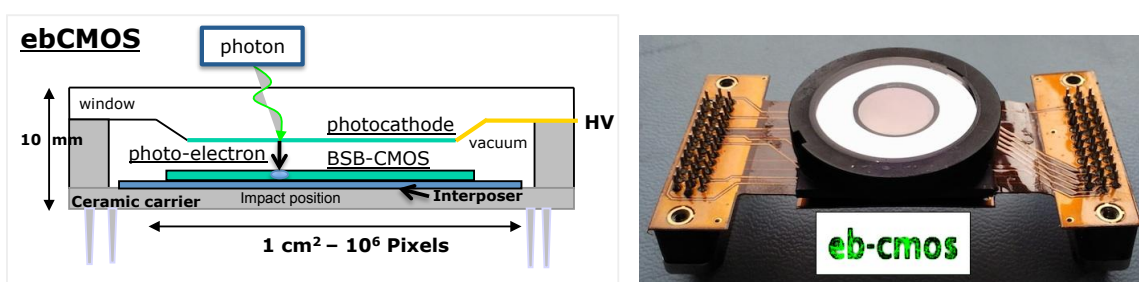 ebCMOS
photon
window
photocathode
HV
10 mm
vacuum
photo-electron
BSB-CMOS
Interposer
Ceramic carrier
Impact position
1 cm² – 10⁶ Pixels
eb-cmos